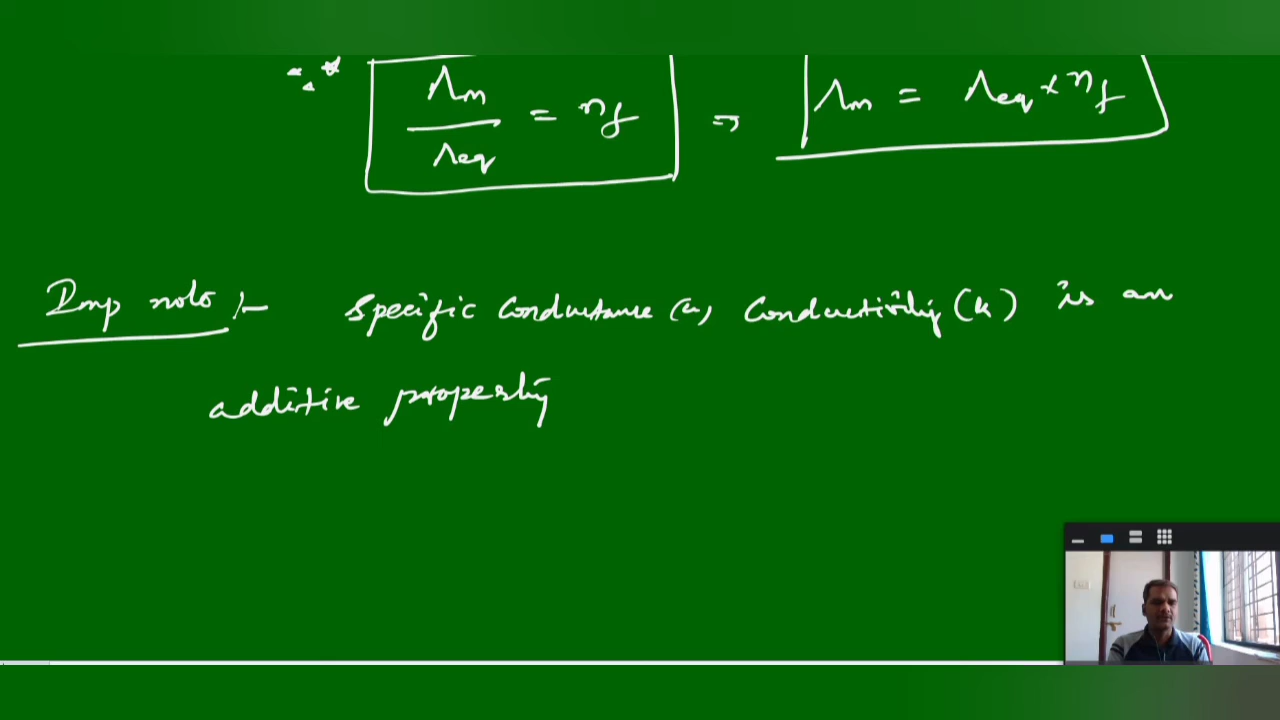 Λm / Λeq = nf ⇒ Λm = Λeq × nf
Imp note :- Specific Conductance (or) Conductivity (k) is an
additive property